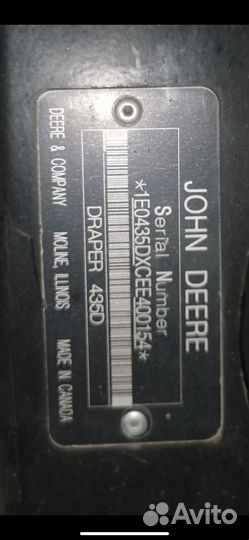 JOHN DEERE
Serial Number
*1E0435DXCEE400154*
DRAPER 435D
DEERE & COMPANY MOLINE, ILLINOIS MADE IN CANADA
Avito